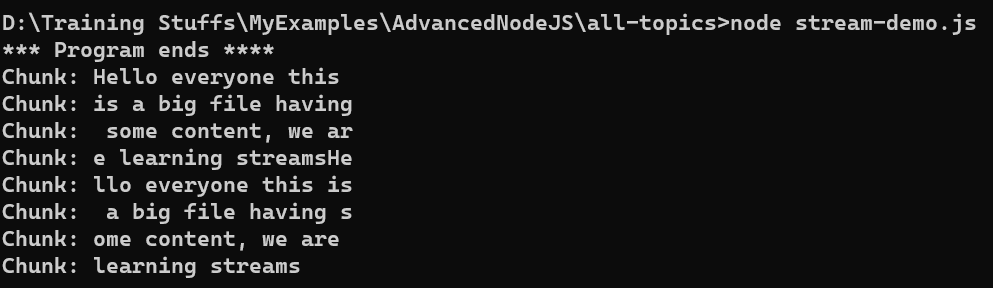 D:\Training Stuffs\MyExamples\AdvancedNodeJS\all-topics>node stream-demo.js
*** Program ends ****
Chunk: Hello everyone this
Chunk: is a big file having
Chunk:  some content, we ar
Chunk: e learning streamsHe
Chunk: llo everyone this is
Chunk:  a big file having s
Chunk: ome content, we are
Chunk: learning streams